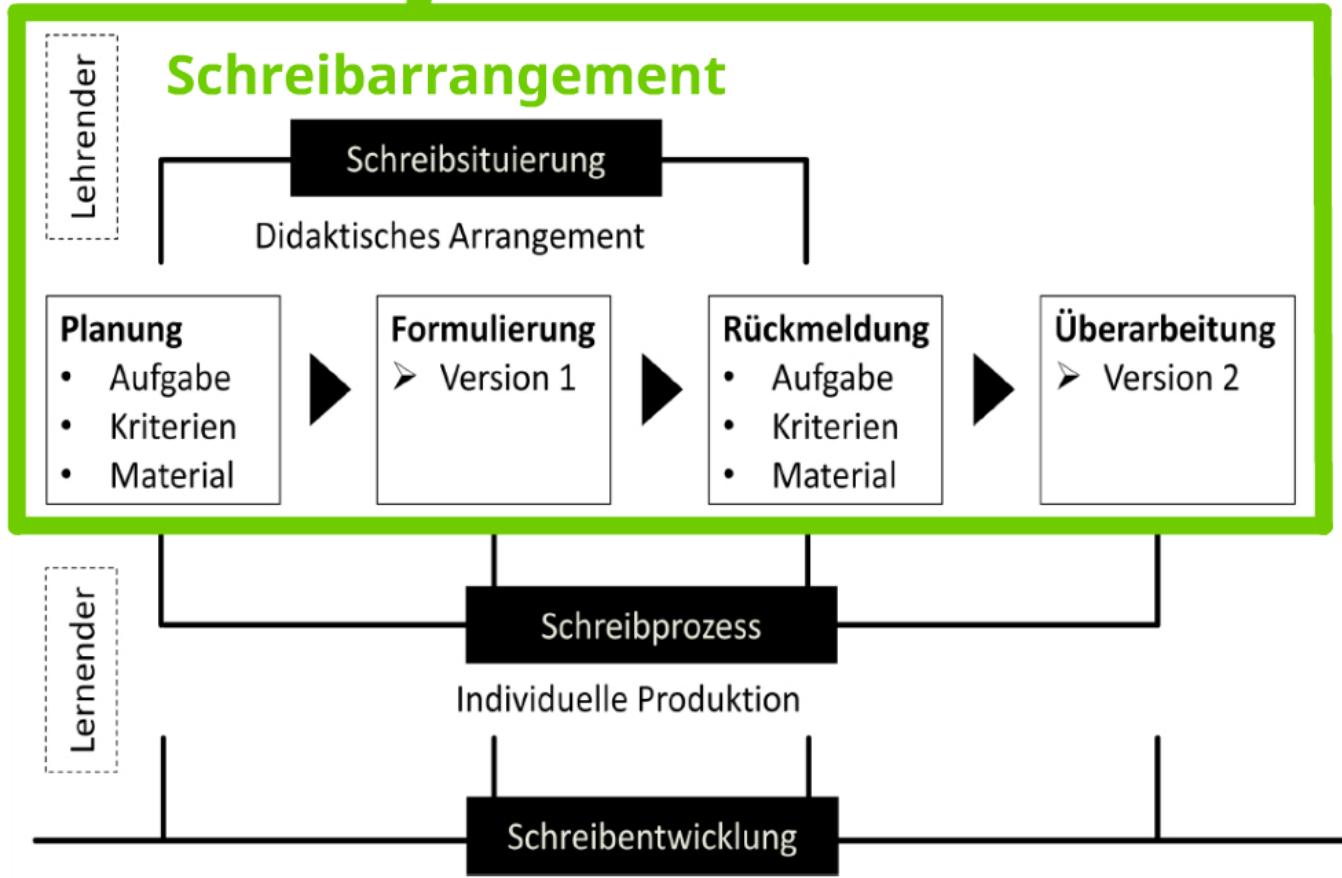 Lehrender
Schreibarrangement
Schreibsituierung
Didaktisches Arrangement
Planung
• Aufgabe
• Kriterien
• Material
Formulierung
➢ Version 1
Rückmeldung
• Aufgabe
• Kriterien
• Material
Überarbeitung
➢ Version 2
Lernender
Schreibprozess
Individuelle Produktion
Schreibentwicklung